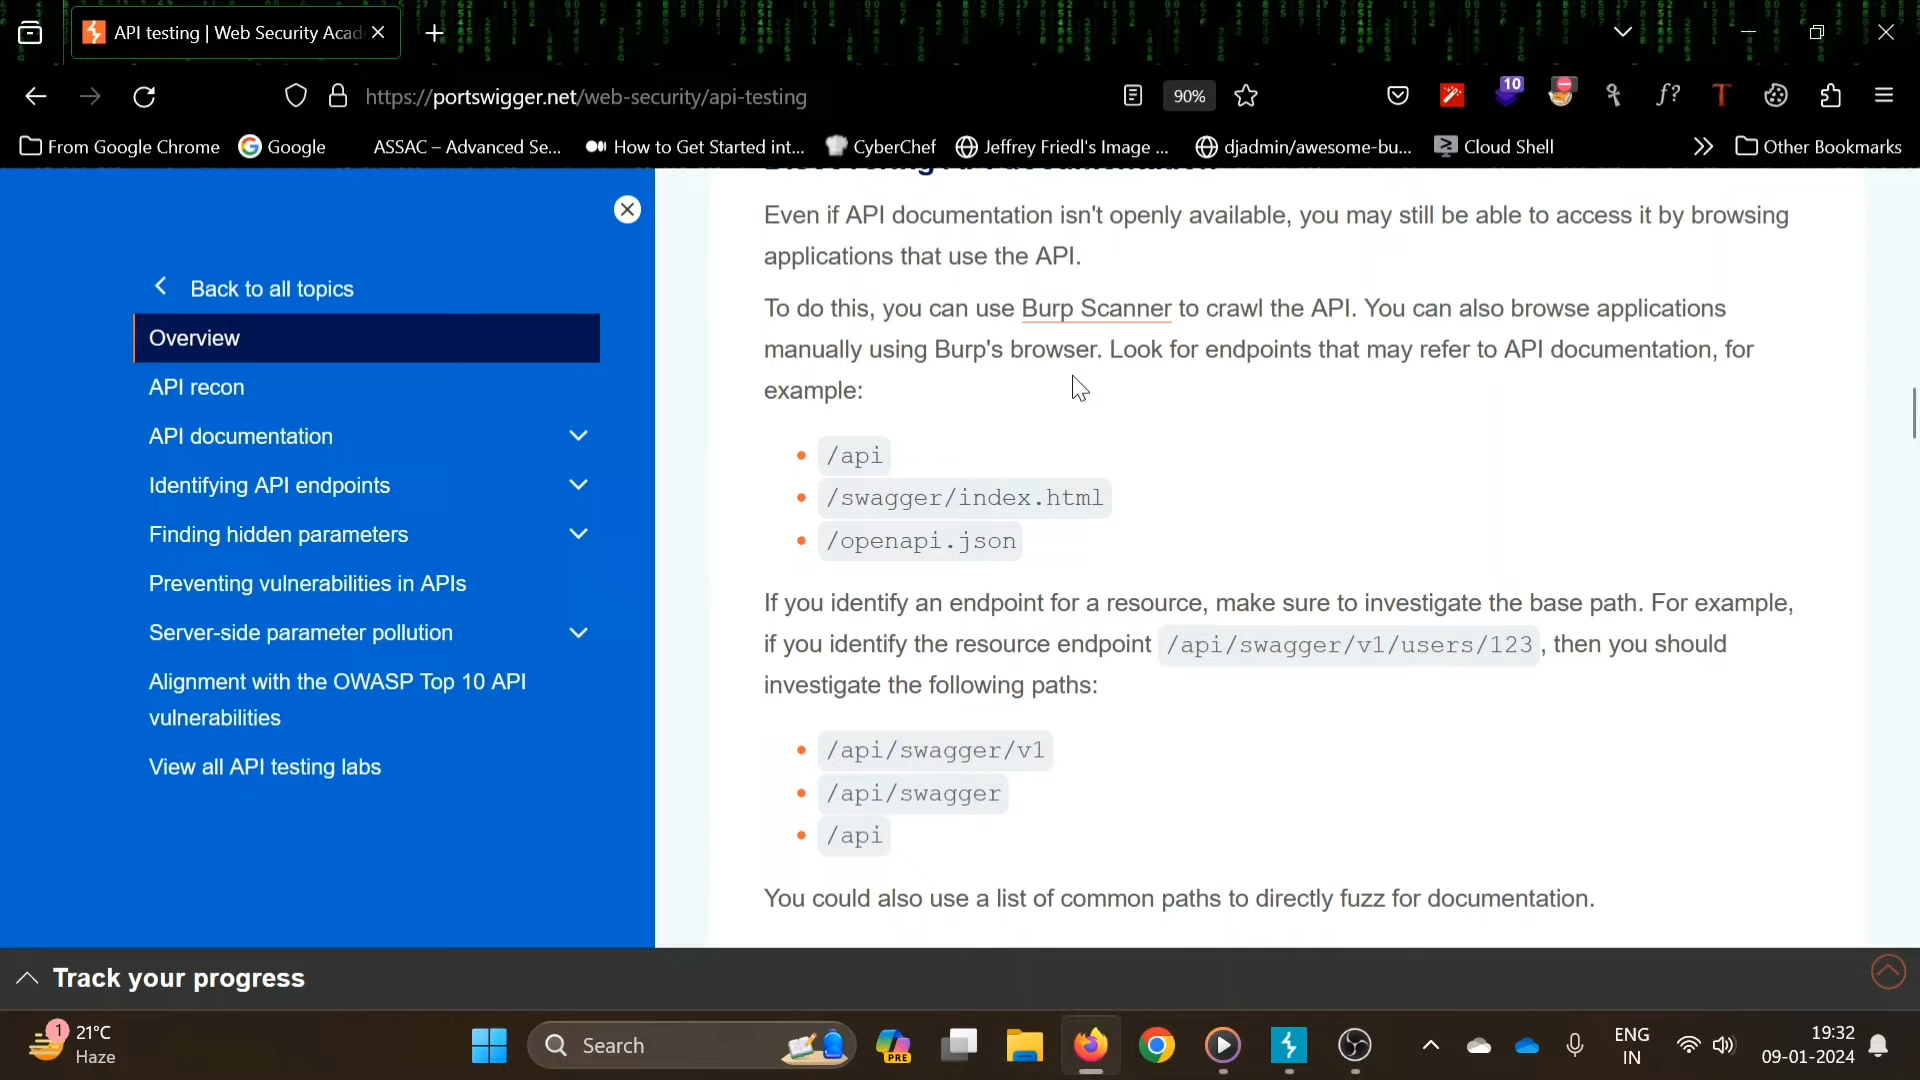 API testing | Web Security Acad
https://portswigger.net/web-security/api-testing
90%
10
f?
T
From Google Chrome
Google
ASSAC – Advanced Se...
How to Get Started int...
CyberChef
Jeffrey Friedl's Image ...
djadmin/awesome-bu...
Cloud Shell
Other Bookmarks
Back to all topics
Overview
API recon
API documentation
Identifying API endpoints
Finding hidden parameters
Preventing vulnerabilities in APIs
Server-side parameter pollution
Alignment with the OWASP Top 10 API
vulnerabilities
View all API testing labs
Discovering API documentation
Even if API documentation isn't openly available, you may still be able to access it by browsing
applications that use the API.
To do this, you can use Burp Scanner to crawl the API. You can also browse applications
manually using Burp's browser. Look for endpoints that may refer to API documentation, for
example:
/api
/swagger/index.html
/openapi.json
If you identify an endpoint for a resource, make sure to investigate the base path. For example,
if you identify the resource endpoint /api/swagger/v1/users/123 , then you should
investigate the following paths:
/api/swagger/v1
/api/swagger
/api
You could also use a list of common paths to directly fuzz for documentation.
Track your progress
1
21°C
Haze
Search
PRE
ENG
IN
19:32
09-01-2024